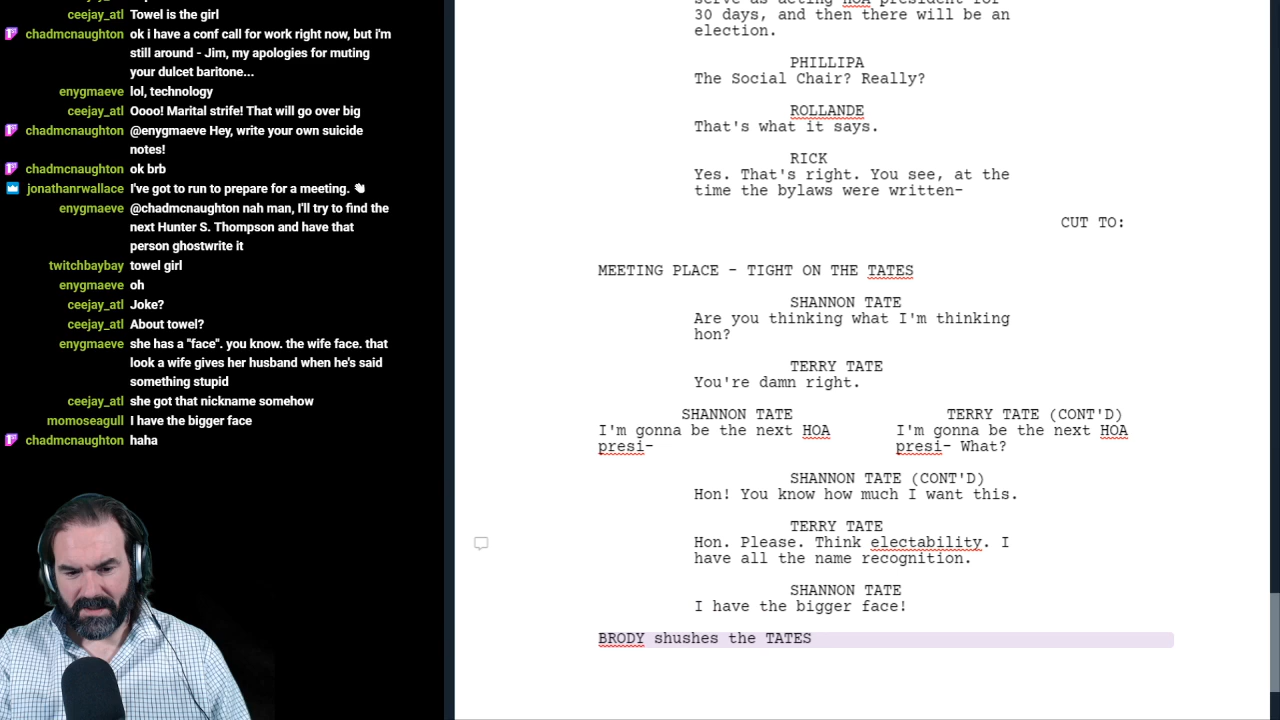 ceejay_atl Towel is the girl
chadmcnaughton ok i have a conf call for work right now, but i'm
still around - Jim, my apologies for muting
your dulcet baritone...
enygmaeve lol, technology
ceejay_atl Oooo! Marital strife! That will go over big
chadmcnaughton @enygmaeve Hey, write your own suicide
notes!
chadmcnaughton ok brb
jonathanrwallace I've got to run to prepare for a meeting.
enygmaeve @chadmcnaughton nah man, I'll try to find the
next Hunter S. Thompson and have that
person ghostwrite it
twitchbaybay towel girl
enygmaeve oh
ceejay_atl Joke?
ceejay_atl About towel?
enygmaeve she has a "face". you know. the wife face. that
look a wife gives her husband when he's said
something stupid
ceejay_atl she got that nickname somehow
momoseagull I have the bigger face
chadmcnaughton haha
serve as acting HOA president for
30 days, and then there will be an
election.
PHILLIPA
The Social Chair? Really?
ROLLANDE
That's what it says.
RICK
Yes. That's right. You see, at the
time the bylaws were written-
CUT TO:
MEETING PLACE - TIGHT ON THE TATES
SHANNON TATE
Are you thinking what I'm thinking
hon?
TERRY TATE
You're damn right.
SHANNON TATE
I'm gonna be the next HOA
presi-
TERRY TATE (CONT'D)
I'm gonna be the next HOA
presi- What?
SHANNON TATE (CONT'D)
Hon! You know how much I want this.
TERRY TATE
Hon. Please. Think electability. I
have all the name recognition.
SHANNON TATE
I have the bigger face!
BRODY shushes the TATES